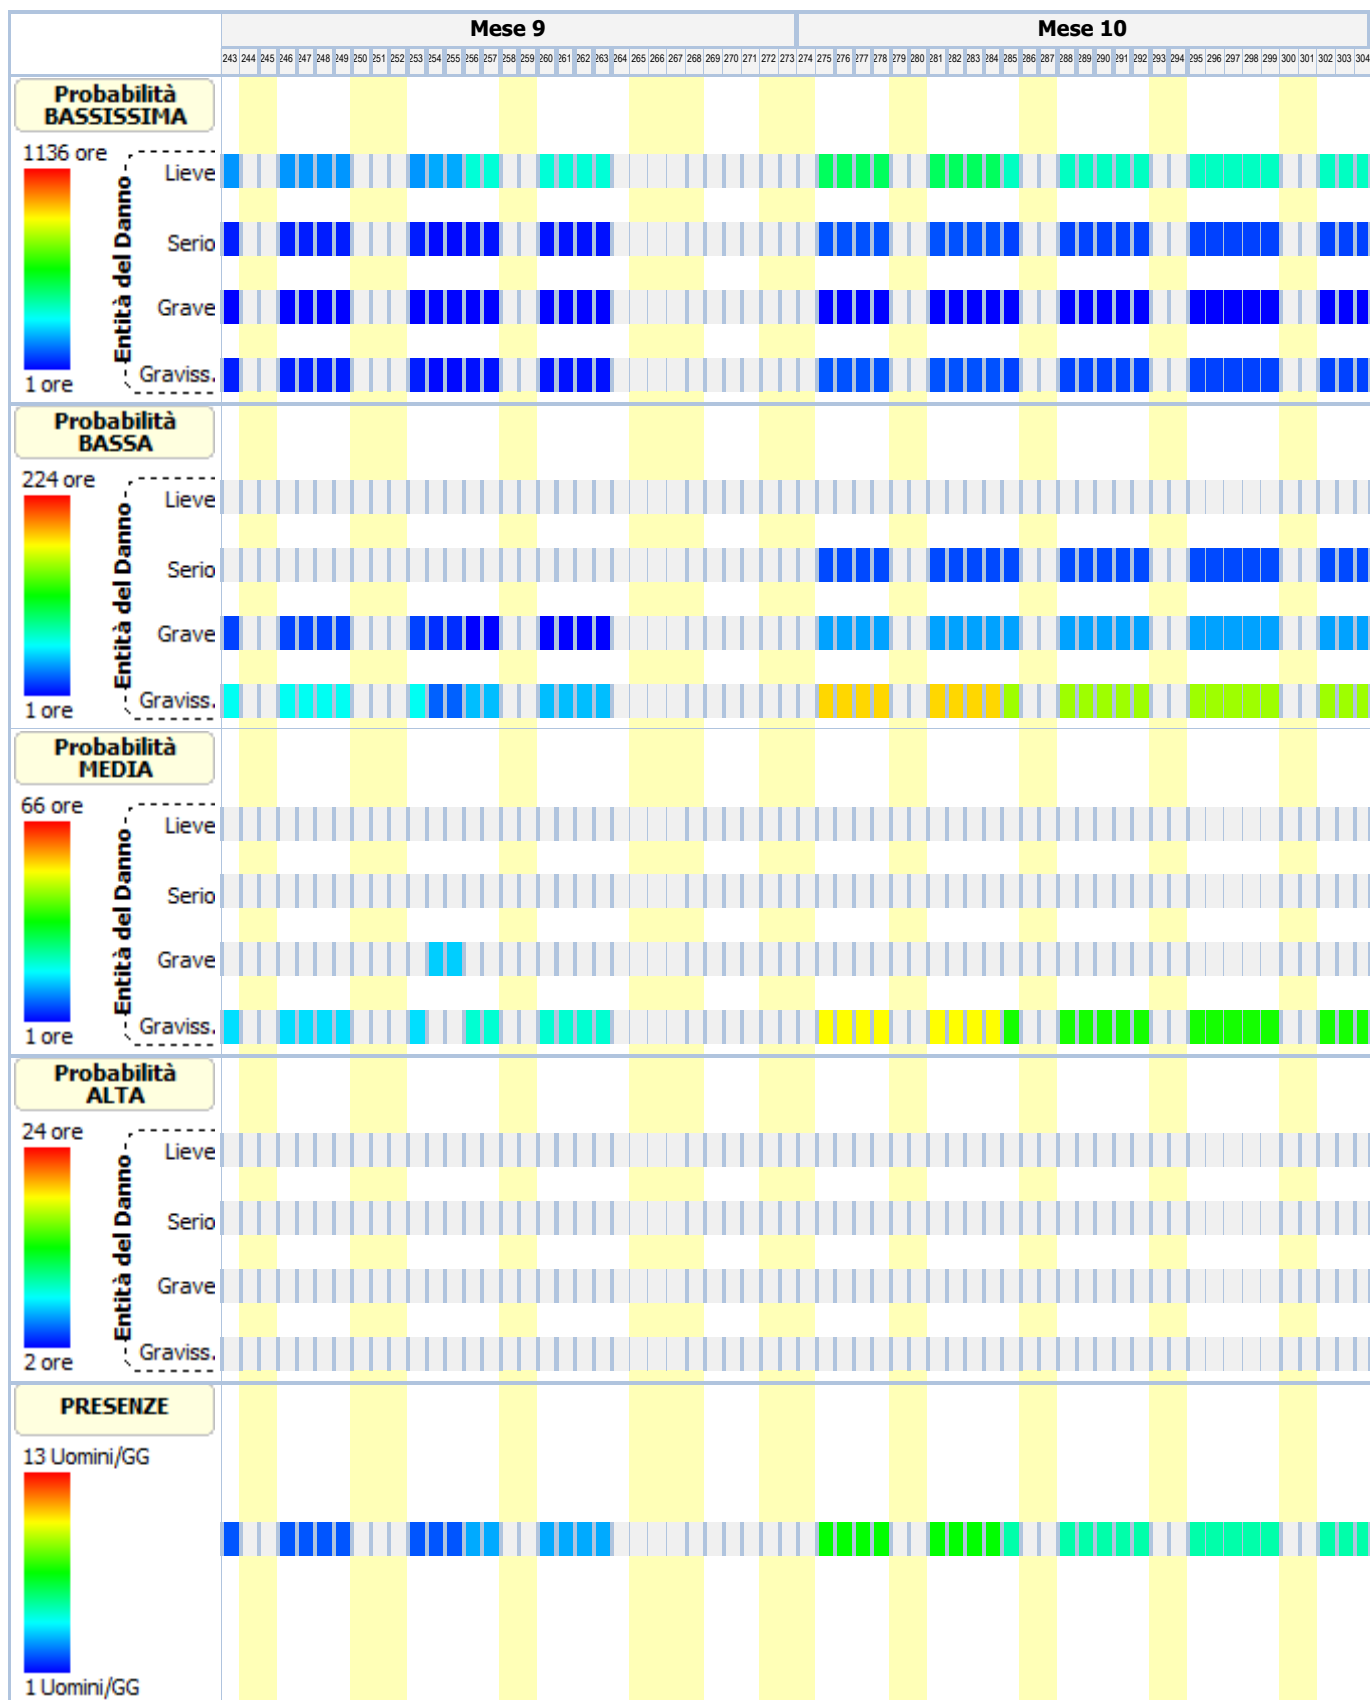 Mese 9 Mese 10
243 244 245 246 247 248 249 250 251 252 253 254 255 256 257 258 259 260 261 262 263 264 265 266 267 268 269 270 271 272 273 274 275 276 277 278 279 280 281 282 283 284 285 286 287 288 289 290 291 292 293 294 295 296 297 298 299 300 301 302 303 304
Probabilità
BASSISSIMA
1136 ore
Entità del Danno
Lieve
Serio
Grave
Graviss.
1 ore
Probabilità
BASSA
224 ore
Entità del Danno
Lieve
Serio
Grave
Graviss.
1 ore
Probabilità
MEDIA
66 ore
Entità del Danno
Lieve
Serio
Grave
Graviss.
1 ore
Probabilità
ALTA
24 ore
Entità del Danno
Lieve
Serio
Grave
Graviss.
2 ore
PRESENZE
13 Uomini/GG
1 Uomini/GG